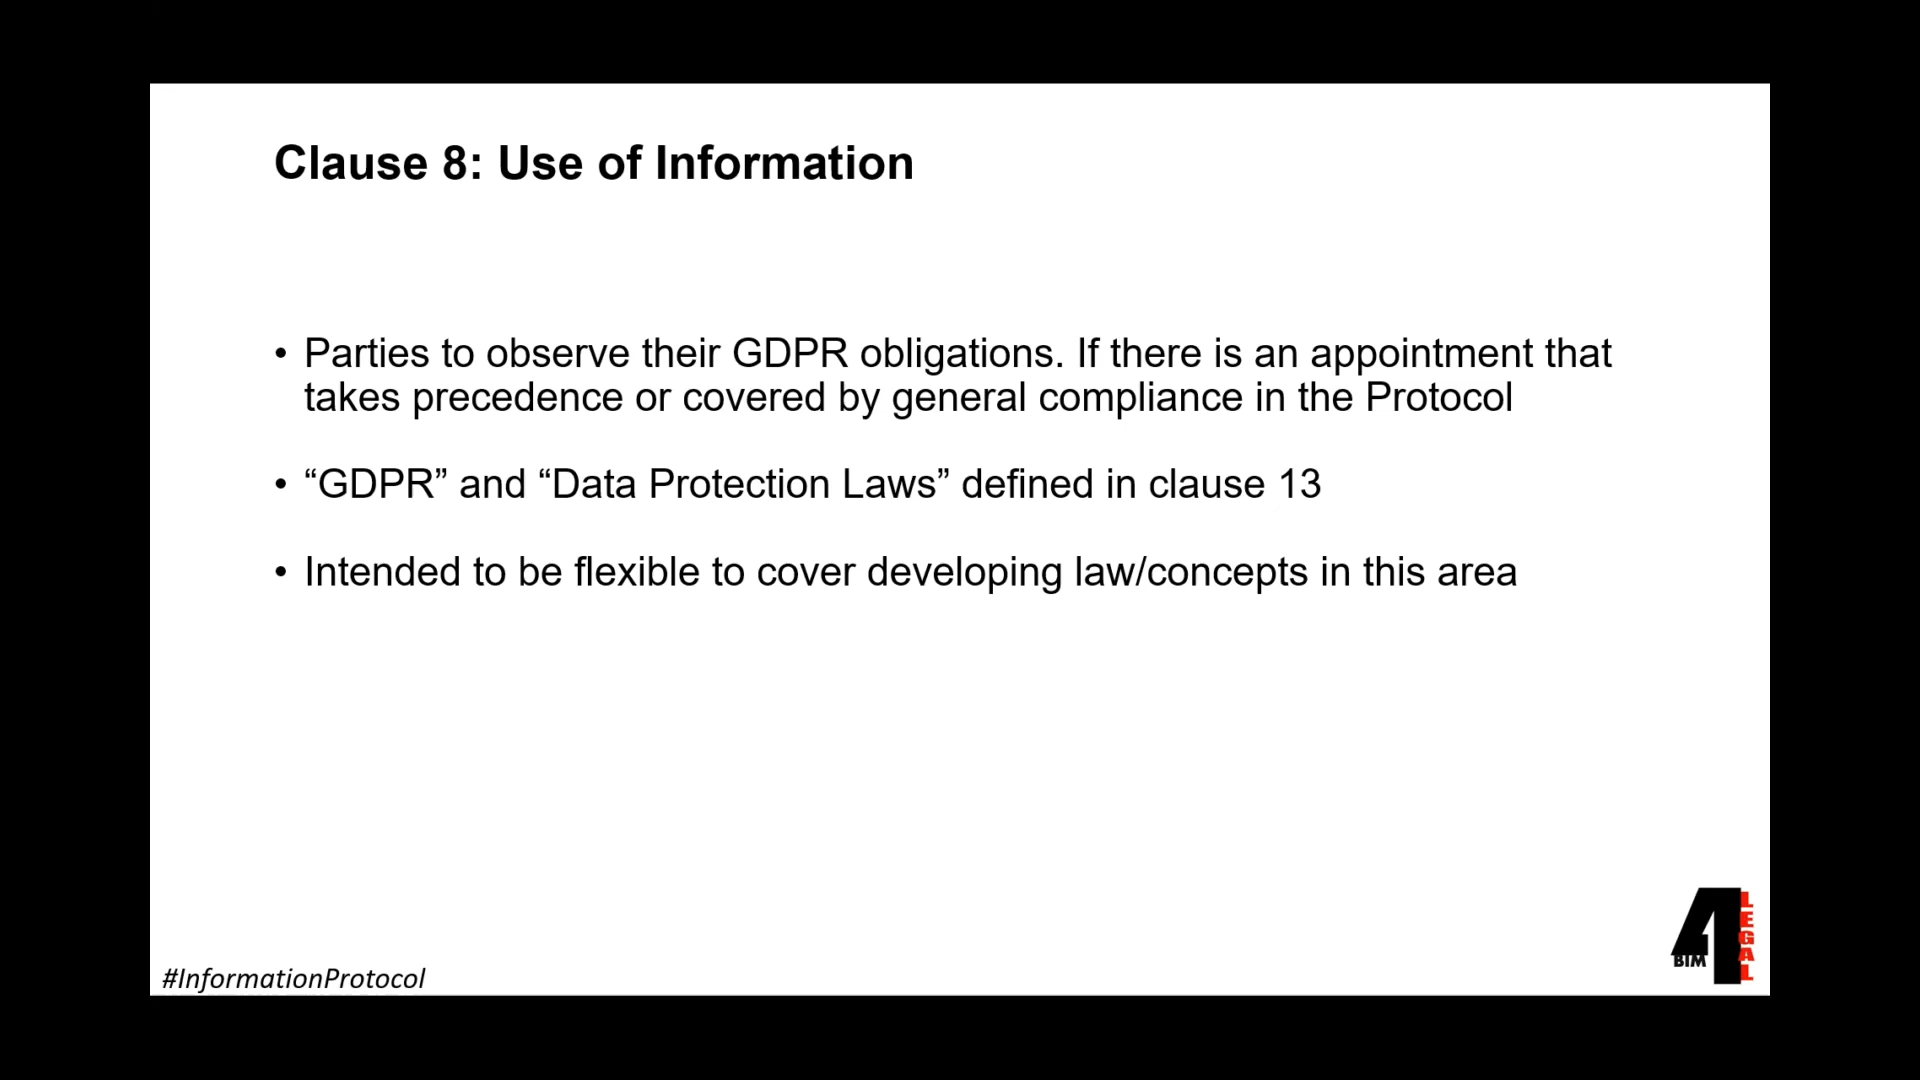 Clause 8: Use of Information
• Parties to observe their GDPR obligations. If there is an appointment that
takes precedence or covered by general compliance in the Protocol
• “GDPR” and “Data Protection Laws” defined in clause 13
• Intended to be flexible to cover developing law/concepts in this area
#InformationProtocol
4
BIM
LEGAL